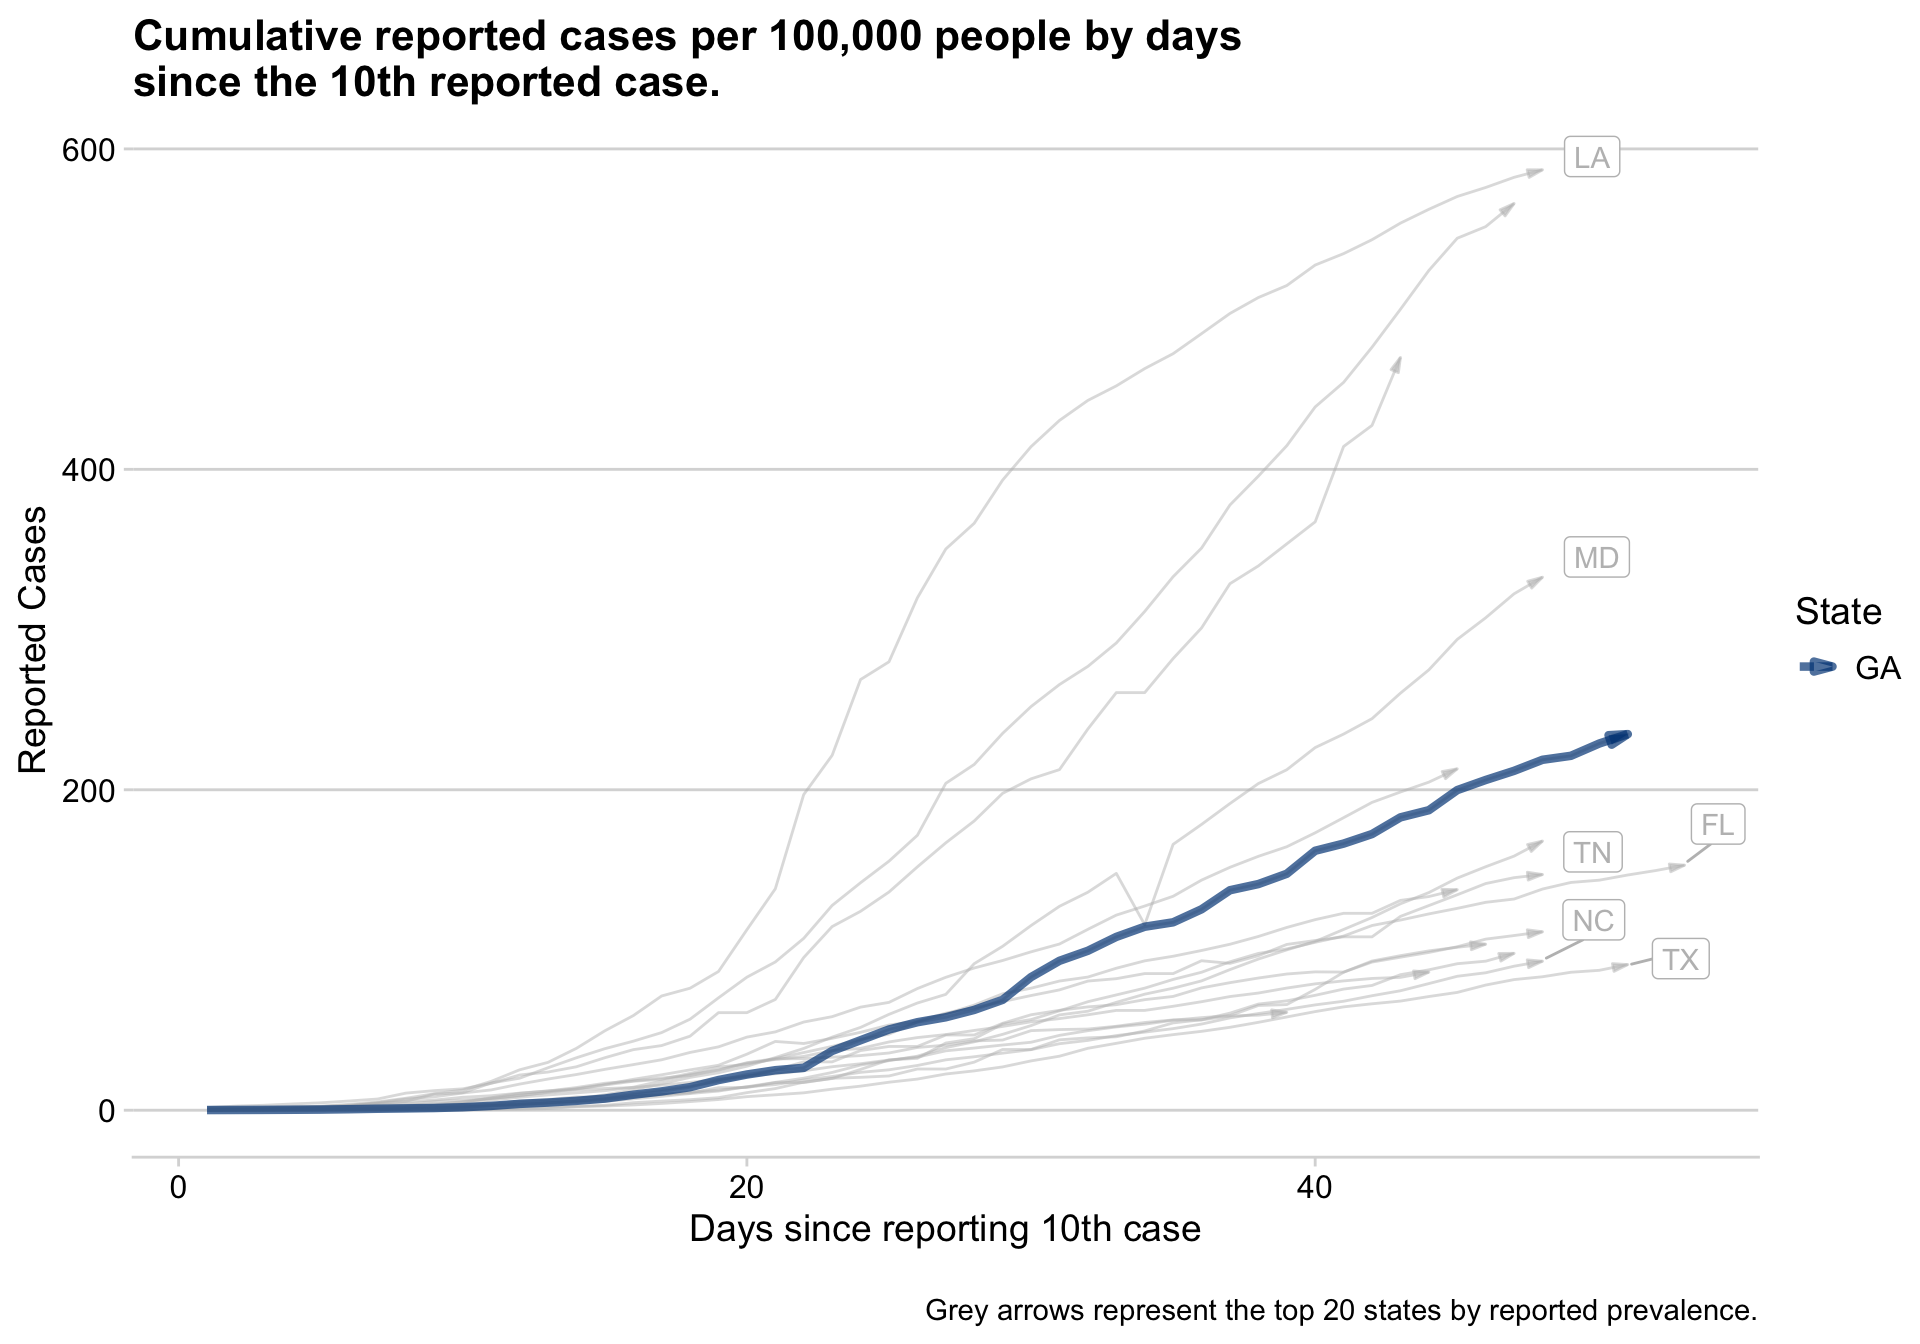 Cumulative reported cases per 100,000 people by days
since the 10th reported case.
600
400
200
0
Reported Cases
LA
MD
FL
TN
NC
TX
State
GA
0
20
40
Days since reporting 10th case
Grey arrows represent the top 20 states by reported prevalence.